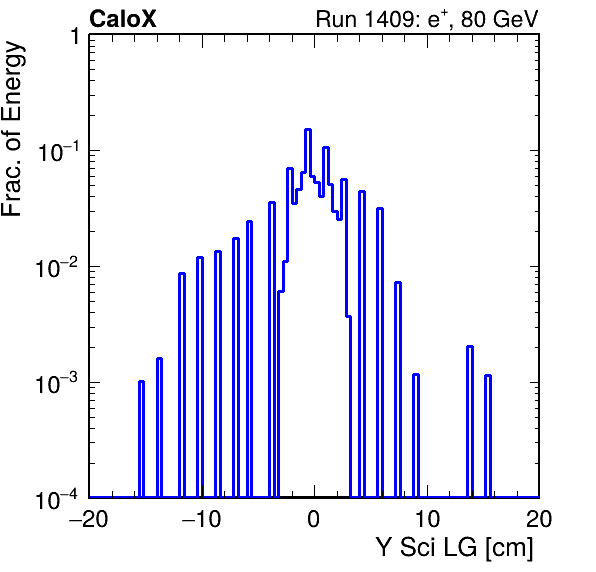 CaloX Run 1409: e⁺, 80 GeV
Frac. of Energy
1
10⁻¹
10⁻²
10⁻³
10⁻⁴
−20 −10 0 10 20
Y Sci LG [cm]